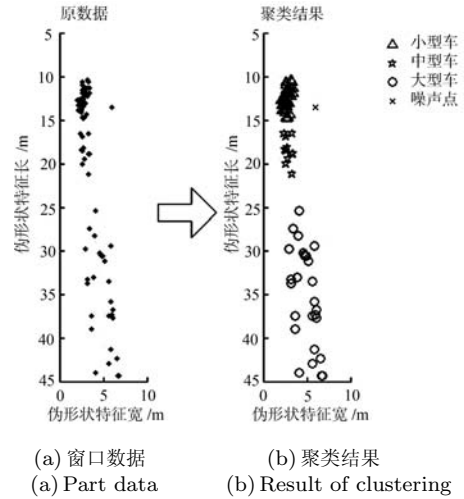 原数据
聚类结果
5
10
15
20
25
30
35
40
45
0
5
10
伪形状特征长 /m
伪形状特征宽 /m
5
10
15
20
25
30
35
40
45
0
5
10
伪形状特征长 /m
伪形状特征宽 /m
小型车
中型车
大型车
噪声点
(a) 窗口数据
(b) 聚类结果
(a) Part data
(b) Result of clustering